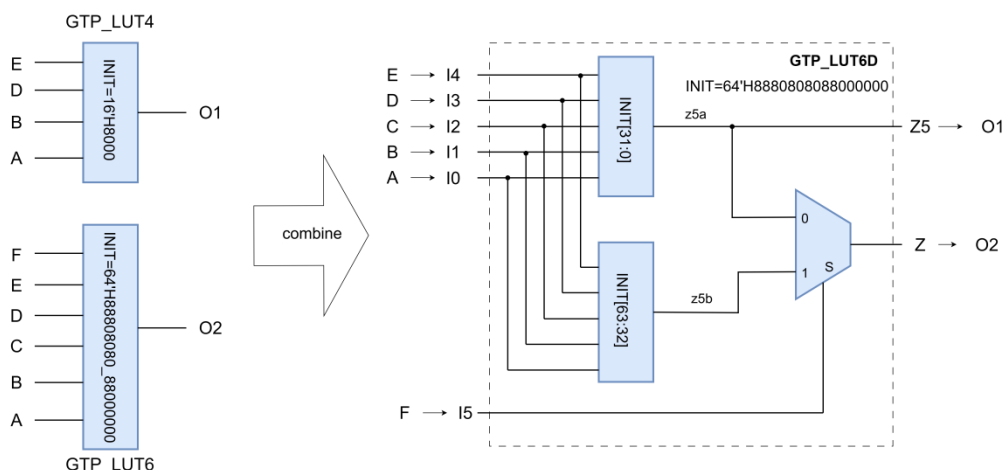 GTP_LUT4
E
D
B
A
INIT=16'H8000
O1
F
E
D
C
B
A
INIT=64'H88808080_88000000
O2
GTP_LUT6
combine
GTP_LUT6D
INIT=64'H8880808088000000
E → I4
D → I3
C → I2
B → I1
A → I0
INIT[31:0]
z5a
Z5 → O1
0
1
S
Z → O2
INIT[63:32]
z5b
F → I5